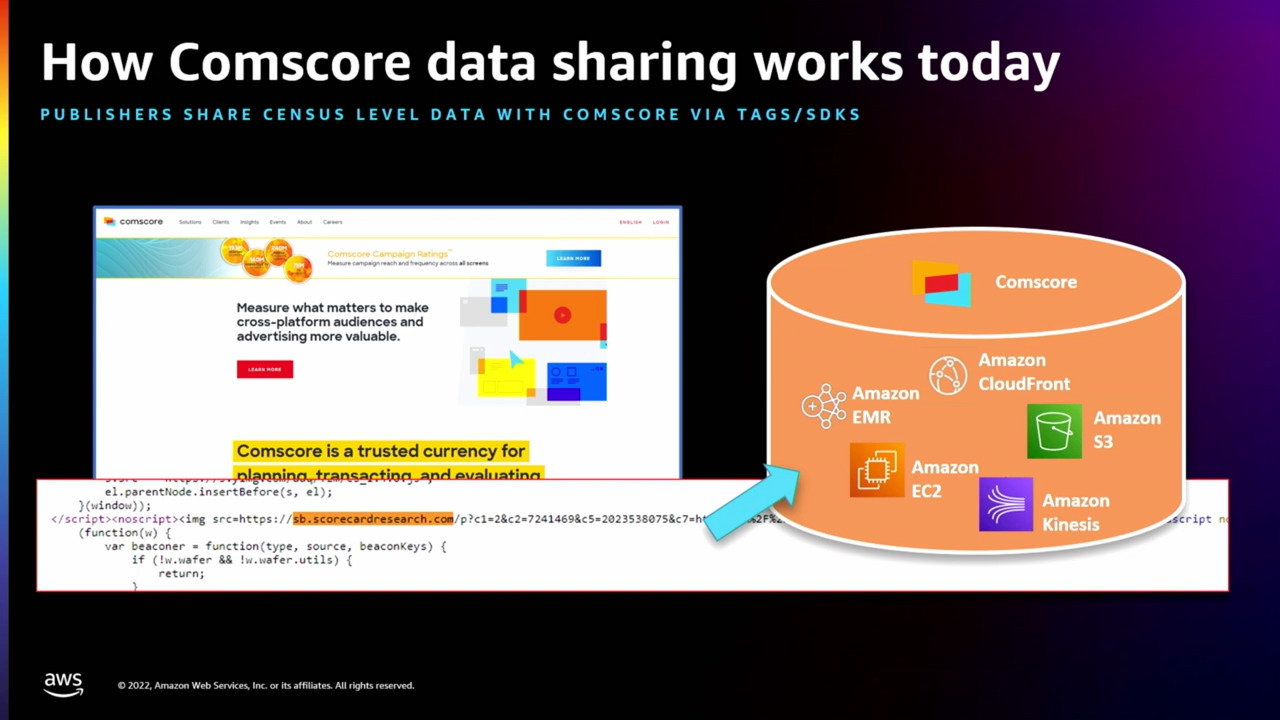 How Comscore data sharing works today
PUBLISHERS SHARE CENSUS LEVEL DATA WITH COMSCORE VIA TAGS/SDKS
comscore
Solutions Clients Insights Events About Careers
ENGLISH LOGIN
Comscore Campaign Ratings™
Measure campaign reach and frequency across all screens
LEARN MORE
Measure what matters to make
cross-platform audiences and
advertising more valuable.
LEARN MORE
Comscore is a trusted currency for
planning, transacting, and evaluating
el.parentNode.insertBefore(s, el);
}(window));
</script><noscript><img src=https://sb.scorecardresearch.com/p?c1=2&c2=7241469&c5=2023538075&c7=ht
(function(w) {
var beaconer = function(type, source, beaconKeys) {
if (!w.wafer && !w.wafer.utils) {
return;
}
Comscore
Amazon
CloudFront
Amazon
EMR
Amazon
S3
Amazon
EC2
Amazon
Kinesis
aws
© 2022, Amazon Web Services, Inc. or its affiliates. All rights reserved.